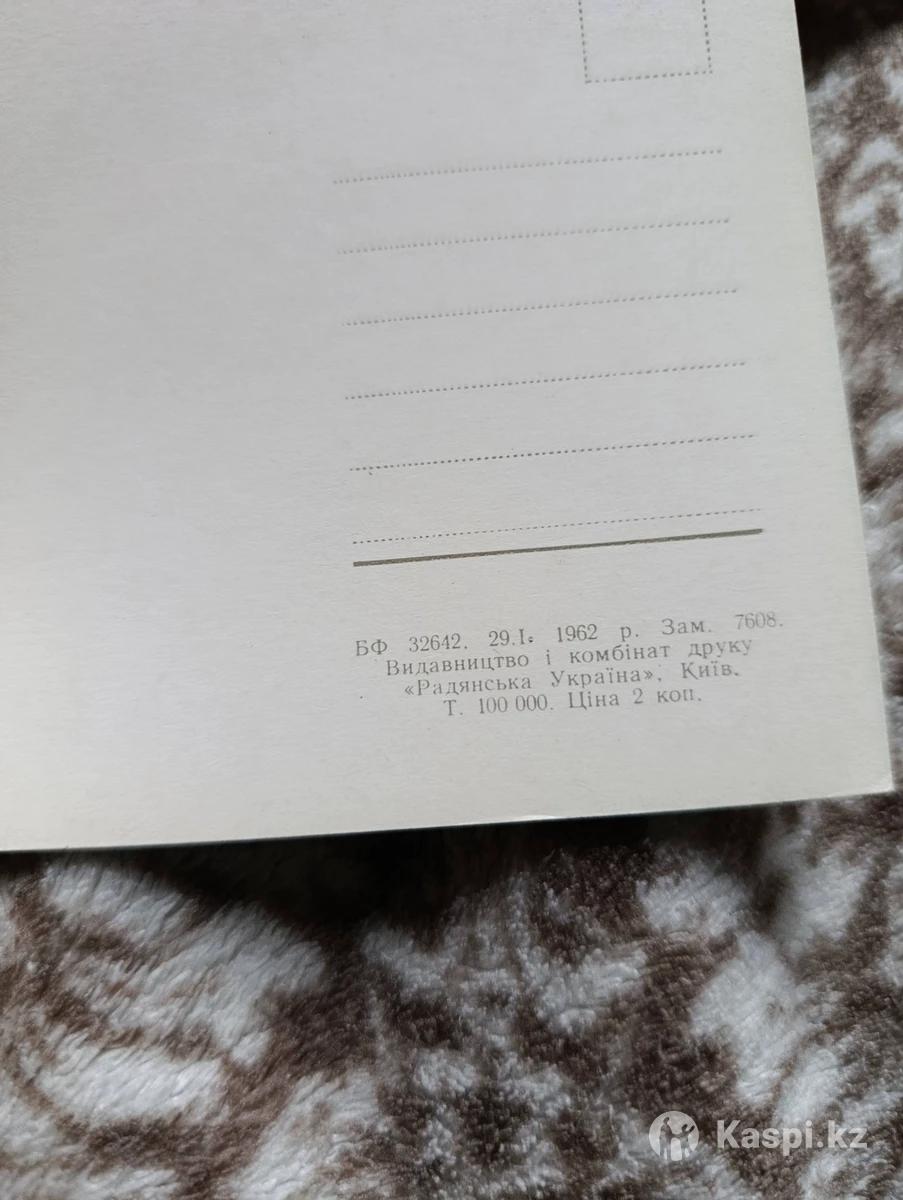 БФ 32642. 29.I. 1962 р. Зам. 7608.
Видавництво і комбінат друку
«Радянська Україна», Київ.
Т. 100 000. Ціна 2 коп.
Kaspi.kz